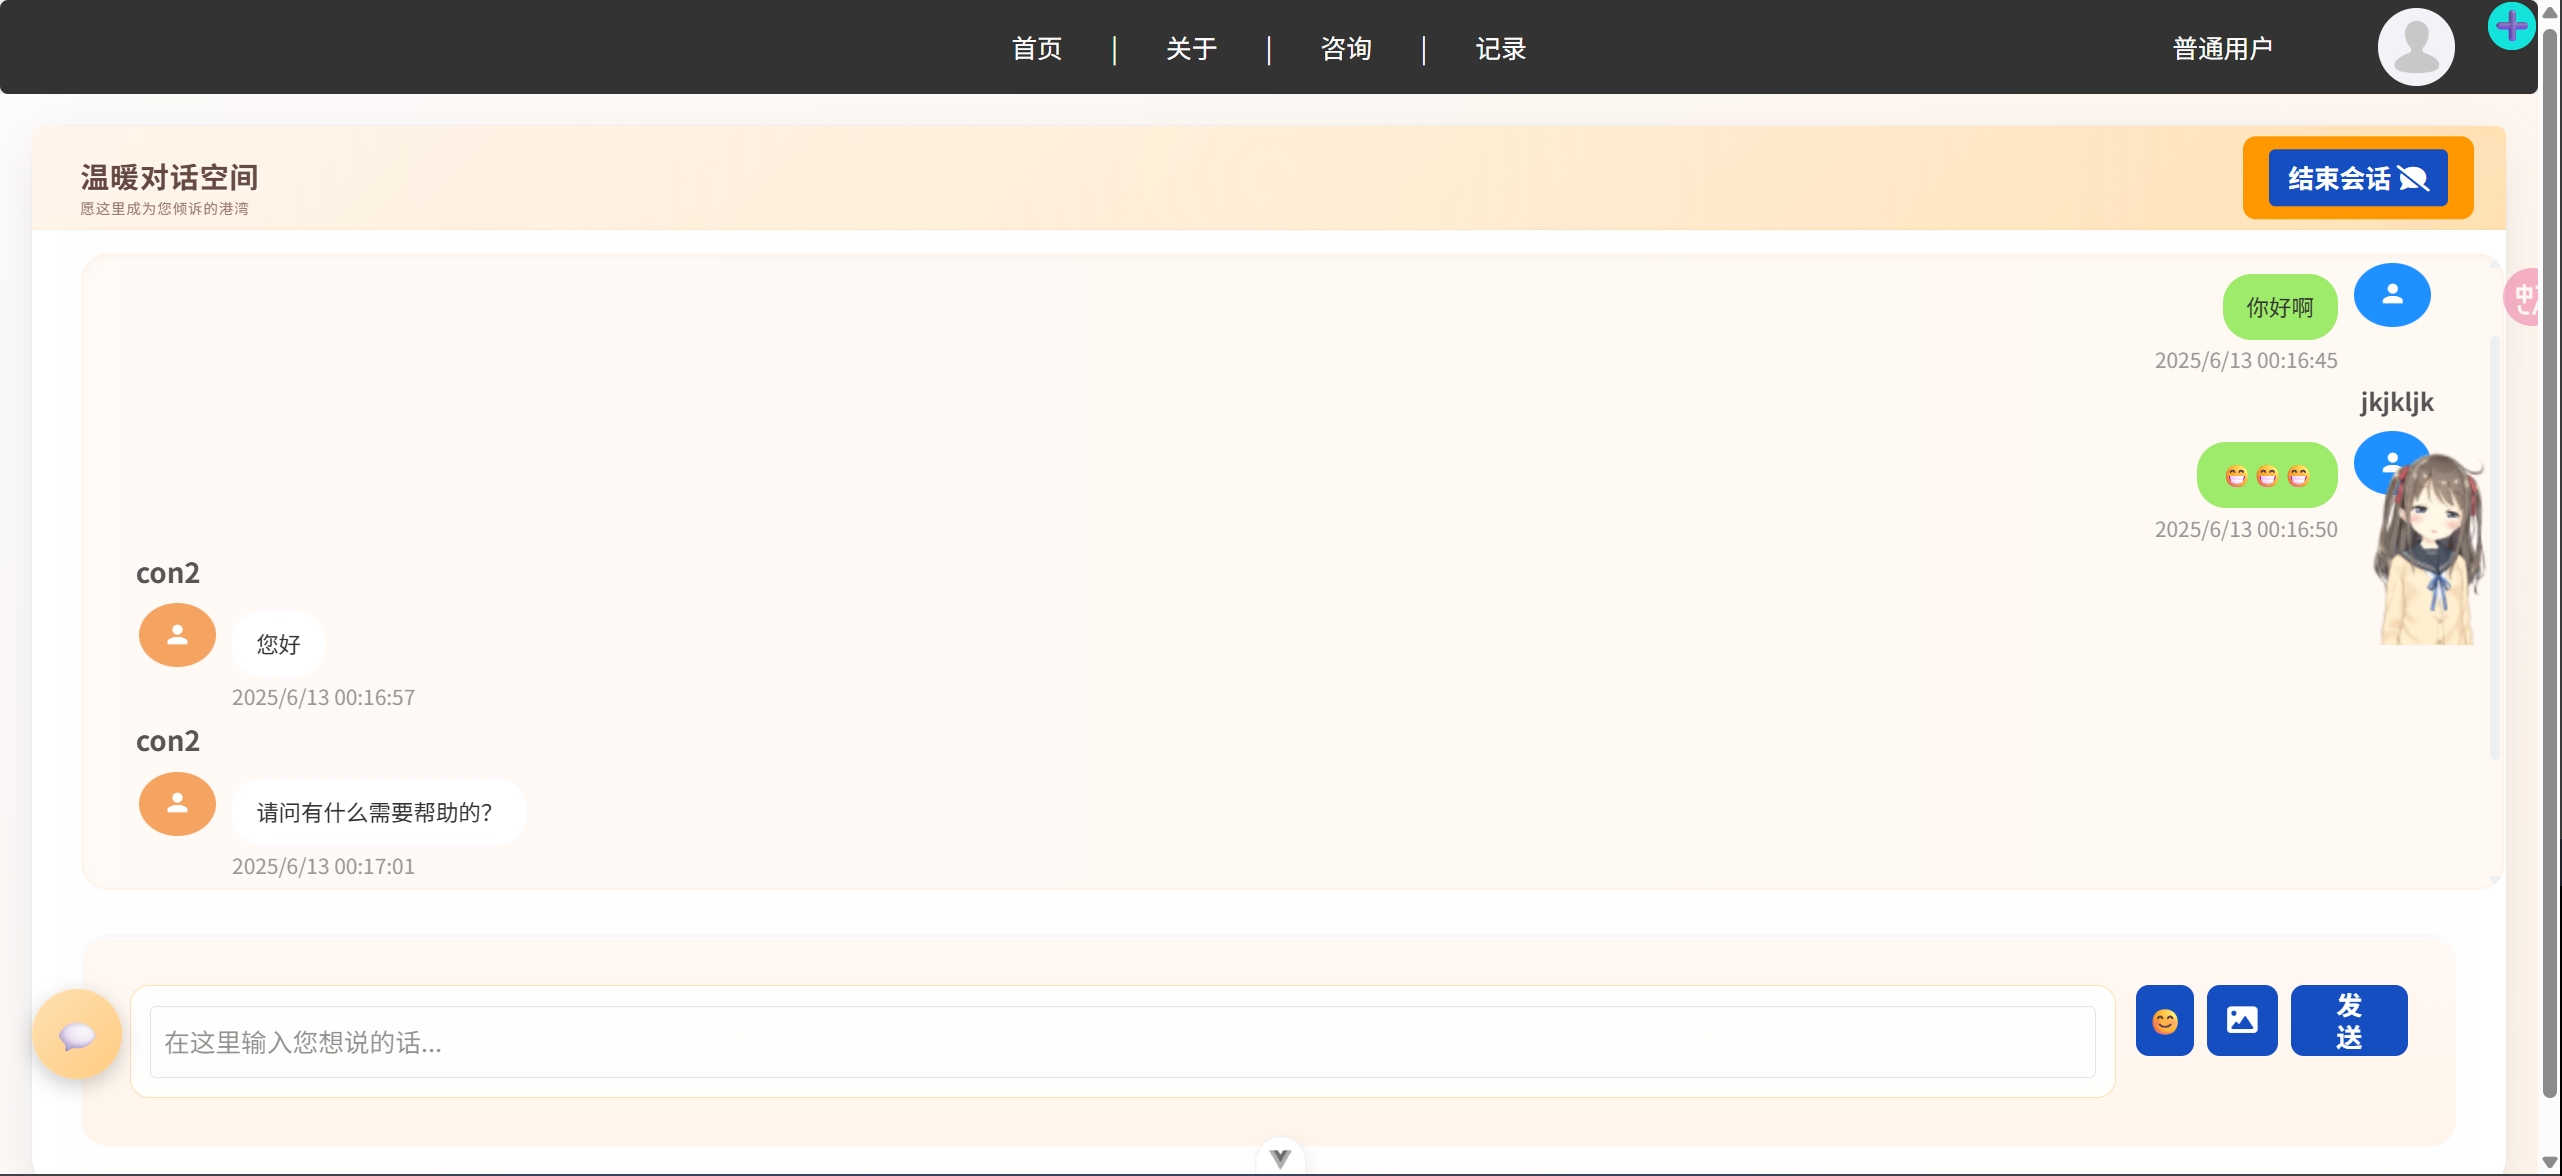 首页 | 关于 | 咨询 | 记录
普通用户
温暖对话空间
愿这里成为您倾诉的港湾
结束会话
你好啊
2025/6/13 00:16:45
jkjkljk
😁😁😁
2025/6/13 00:16:50
con2
您好
2025/6/13 00:16:57
con2
请问有什么需要帮助的?
2025/6/13 00:17:01
在这里输入您想说的话...
发
送
中